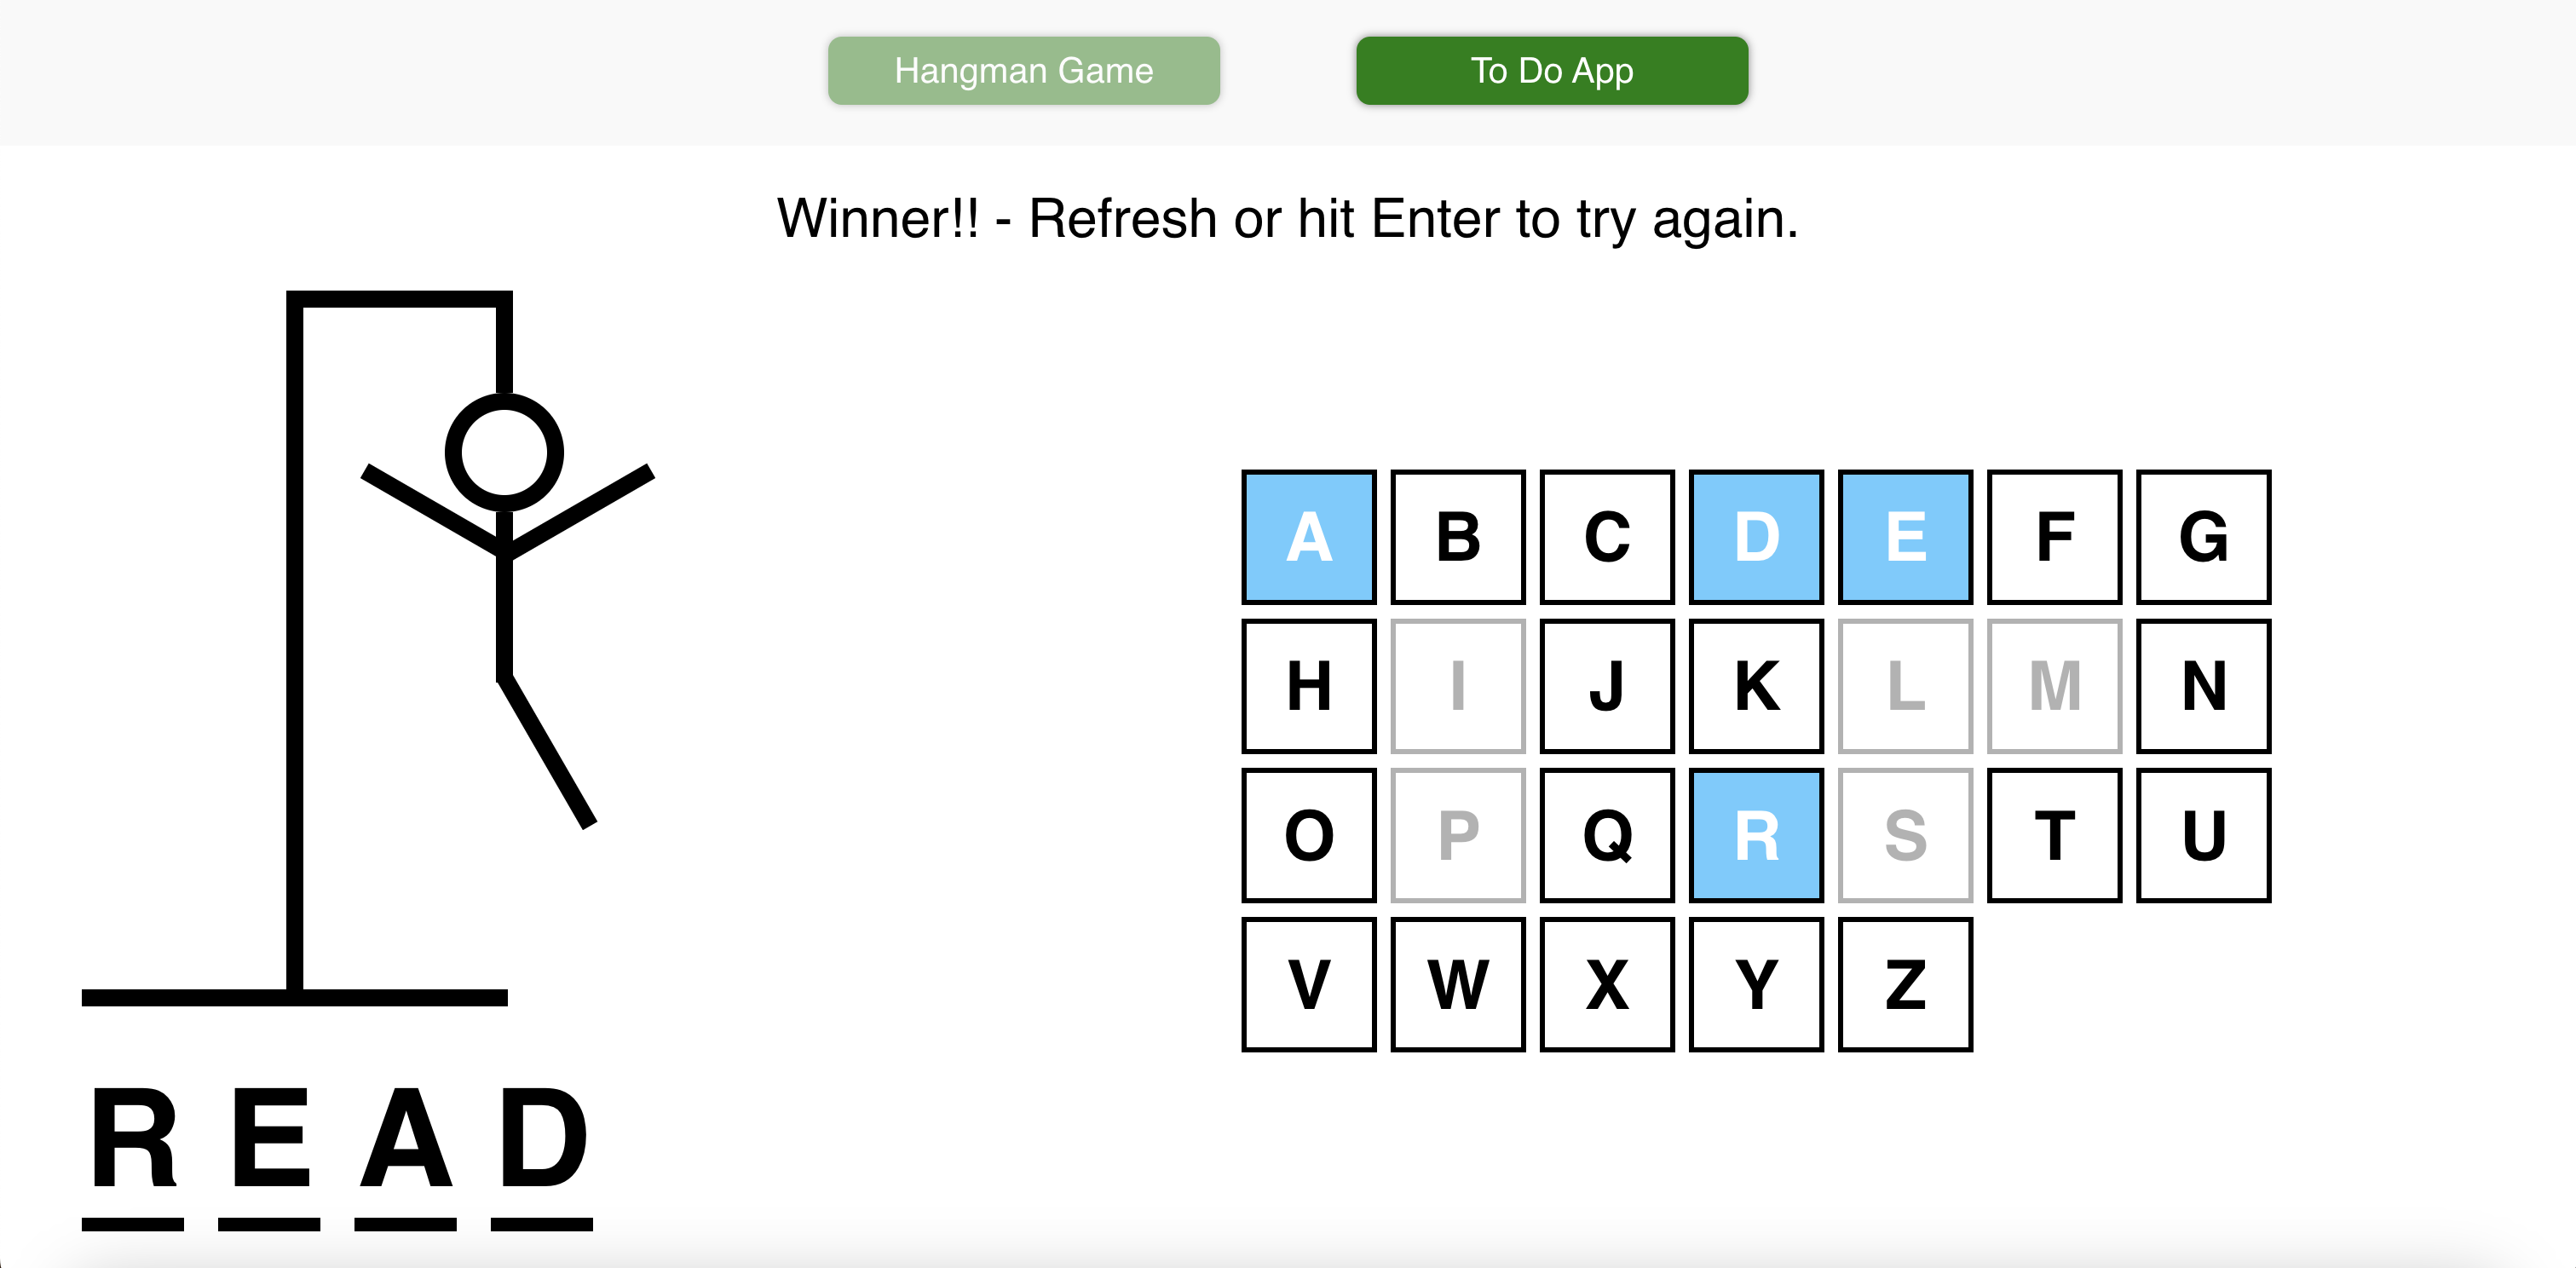 Hangman Game To Do App
Winner!! - Refresh or hit Enter to try again.
A B C D E F G
H I J K L M N
O P Q R S T U
V W X Y Z
R E A D